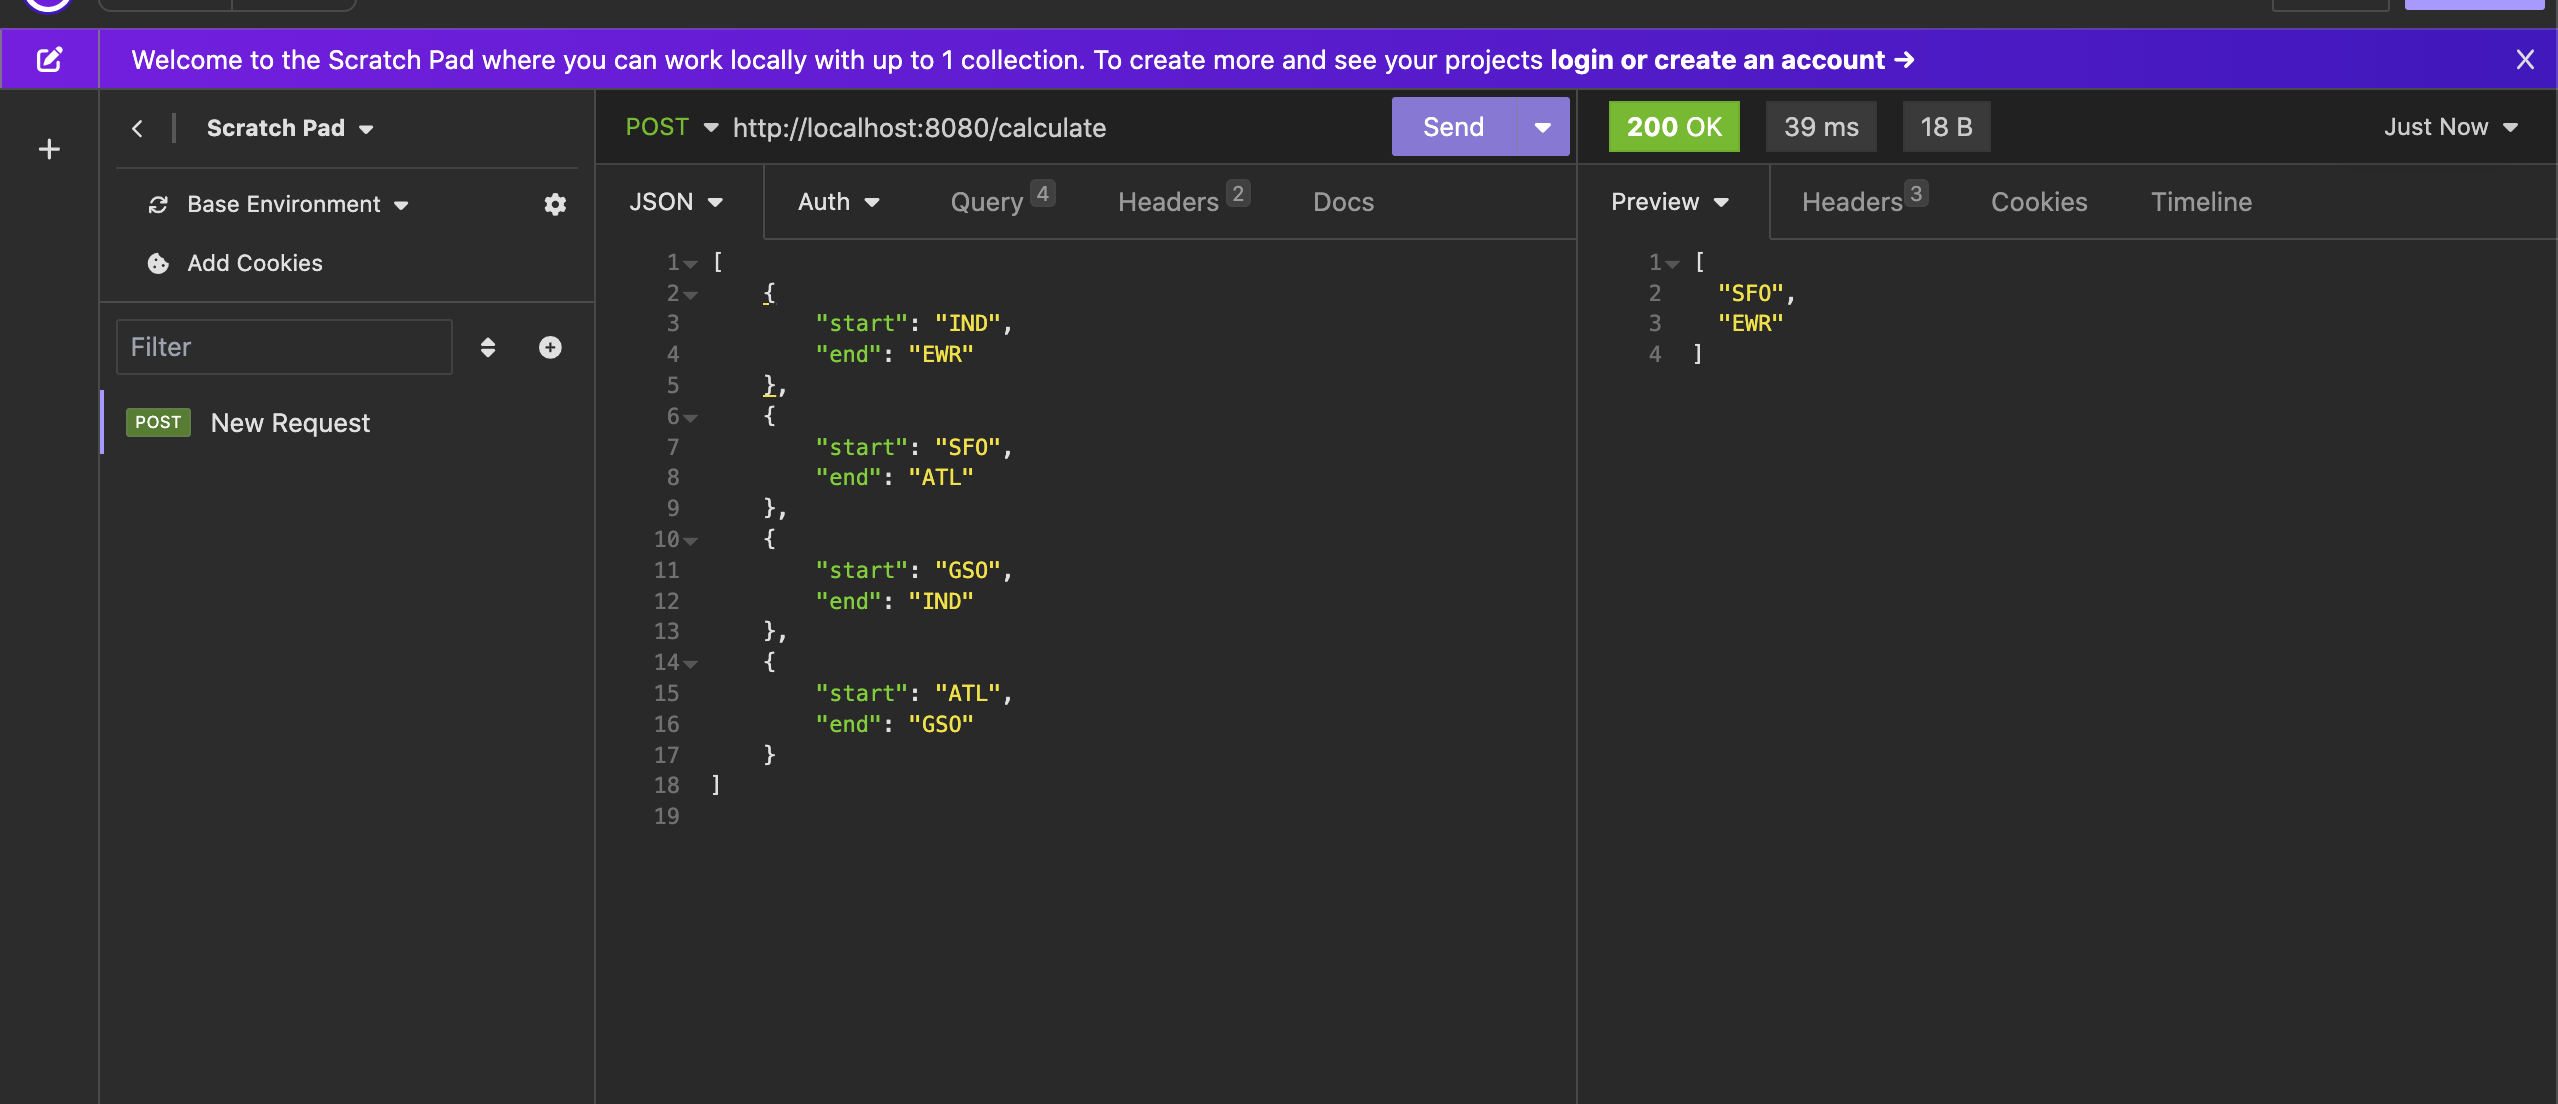 Welcome to the Scratch Pad where you can work locally with up to 1 collection. To create more and see your projects login or create an account →
Scratch Pad
Base Environment
Add Cookies
Filter
POST New Request
POST http://localhost:8080/calculate
Send
JSON
Auth
Query 4
Headers 2
Docs
1 [
2 {
3 "start": "IND",
4 "end": "EWR"
5 },
6 {
7 "start": "SFO",
8 "end": "ATL"
9 },
10 {
11 "start": "GSO",
12 "end": "IND"
13 },
14 {
15 "start": "ATL",
16 "end": "GSO"
17 }
18 ]
19
200 OK
39 ms
18 B
Just Now
Preview
Headers 3
Cookies
Timeline
1 [
2 "SFO",
3 "EWR"
4 ]